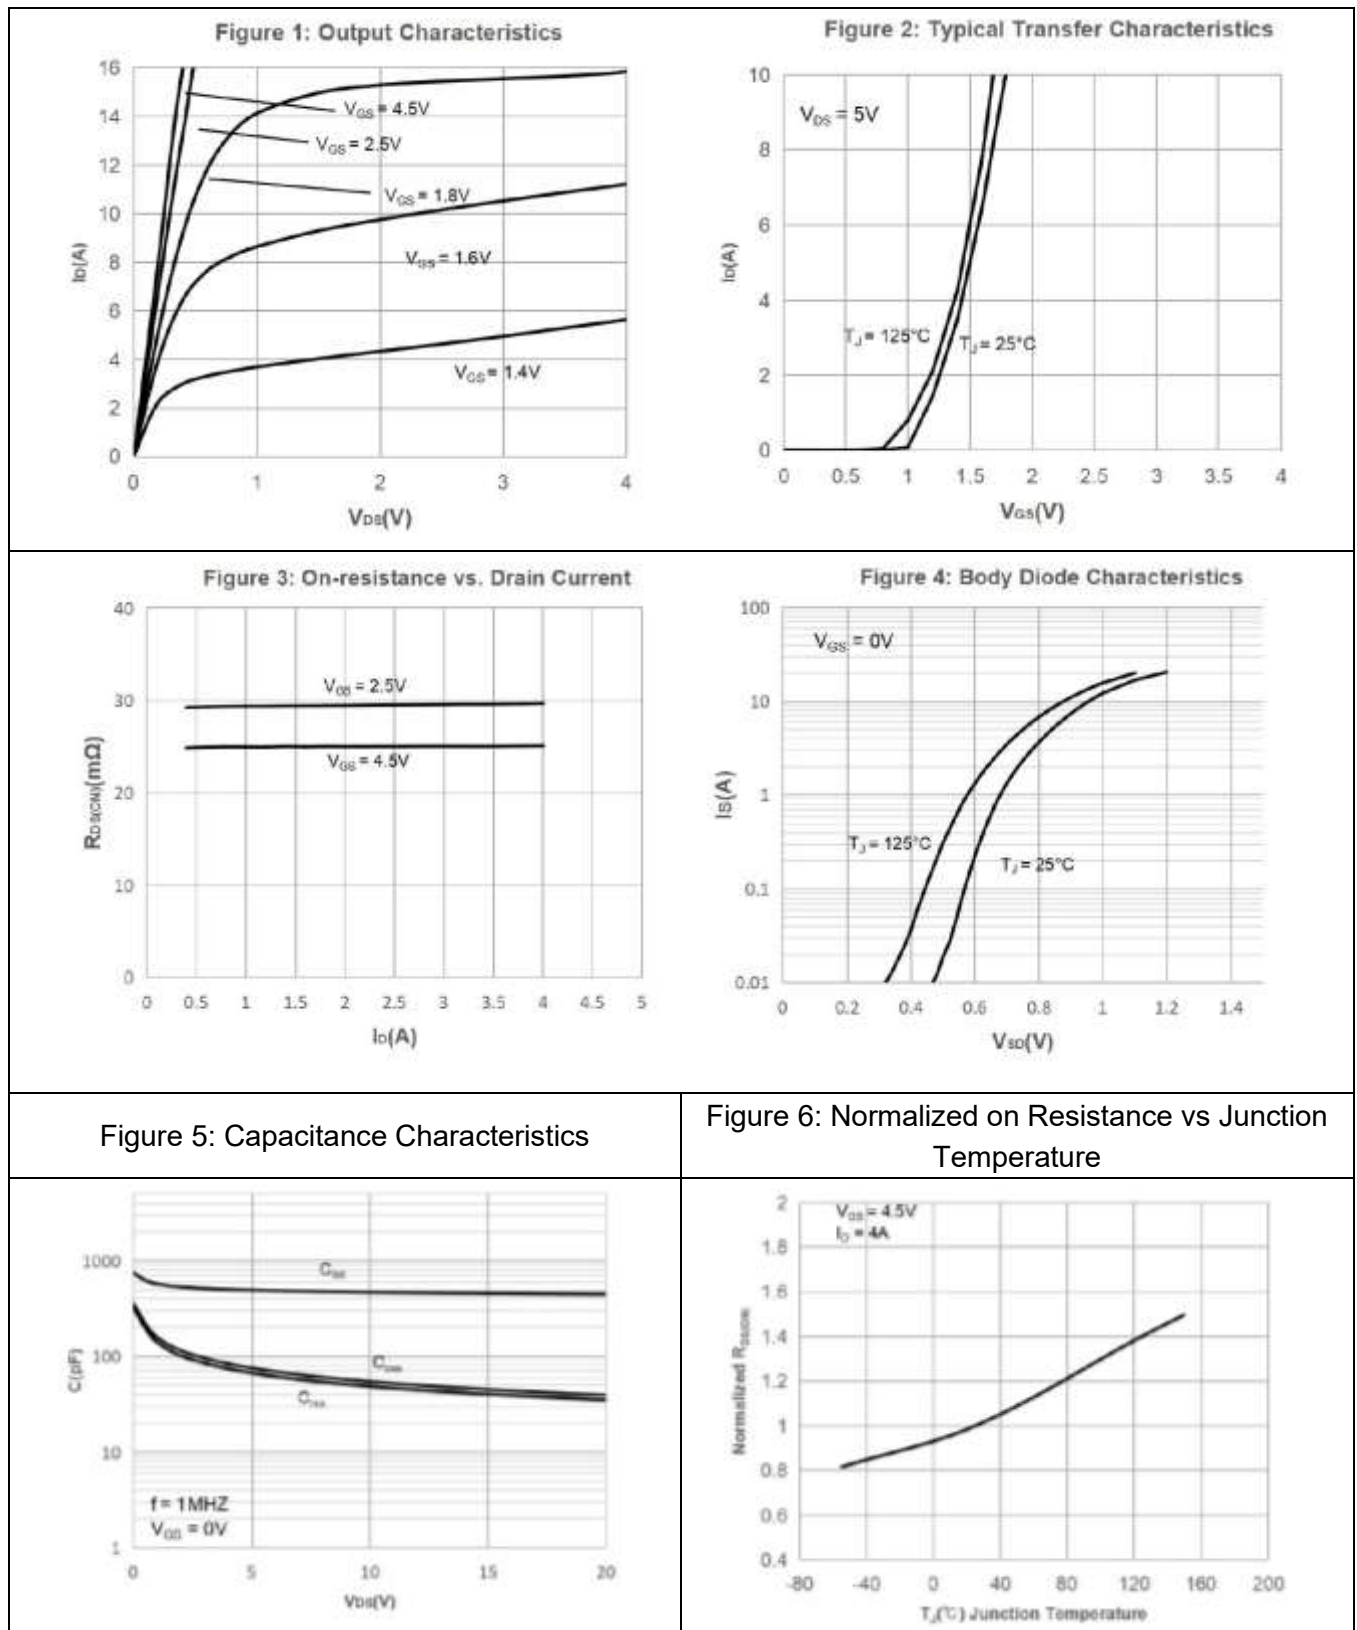 Figure 1: Output Characteristics
16
14
12
10
8
6
4
2
0
ID(A)
VGS = 4.5V
VGS = 2.5V
VGS = 1.8V
VGS = 1.6V
VGS = 1.4V
0 1 2 3 4
VDS(V)
Figure 2: Typical Transfer Characteristics
10
8
6
4
2
0
ID(A)
VDS = 5V
TJ = 125°C
TJ = 25°C
0 0.5 1 1.5 2 2.5 3 3.5 4
VGS(V)
Figure 3: On-resistance vs. Drain Current
40
30
20
10
0
RDS(ON)(mΩ)
VGS = 2.5V
VGS = 4.5V
0 0.5 1 1.5 2 2.5 3 3.5 4 4.5 5
ID(A)
Figure 4: Body Diode Characteristics
100
10
1
0.1
0.01
IS(A)
VGS = 0V
TJ = 125°C
TJ = 25°C
0 0.2 0.4 0.6 0.8 1 1.2 1.4
VSD(V)
Figure 5: Capacitance Characteristics
Figure 6: Normalized on Resistance vs Junction
Temperature
1000
100
10
1
C(pF)
Ciss
Coss
Crss
f = 1MHZ
VGS = 0V
0 5 10 15 20
VDS(V)
2
1.8
1.6
1.4
1.2
1
0.8
0.6
0.4
Normalized RDS(ON)
VGS = 4.5V
ID = 4A
-80 -40 0 40 80 120 160 200
TJ(℃) Junction Temperature